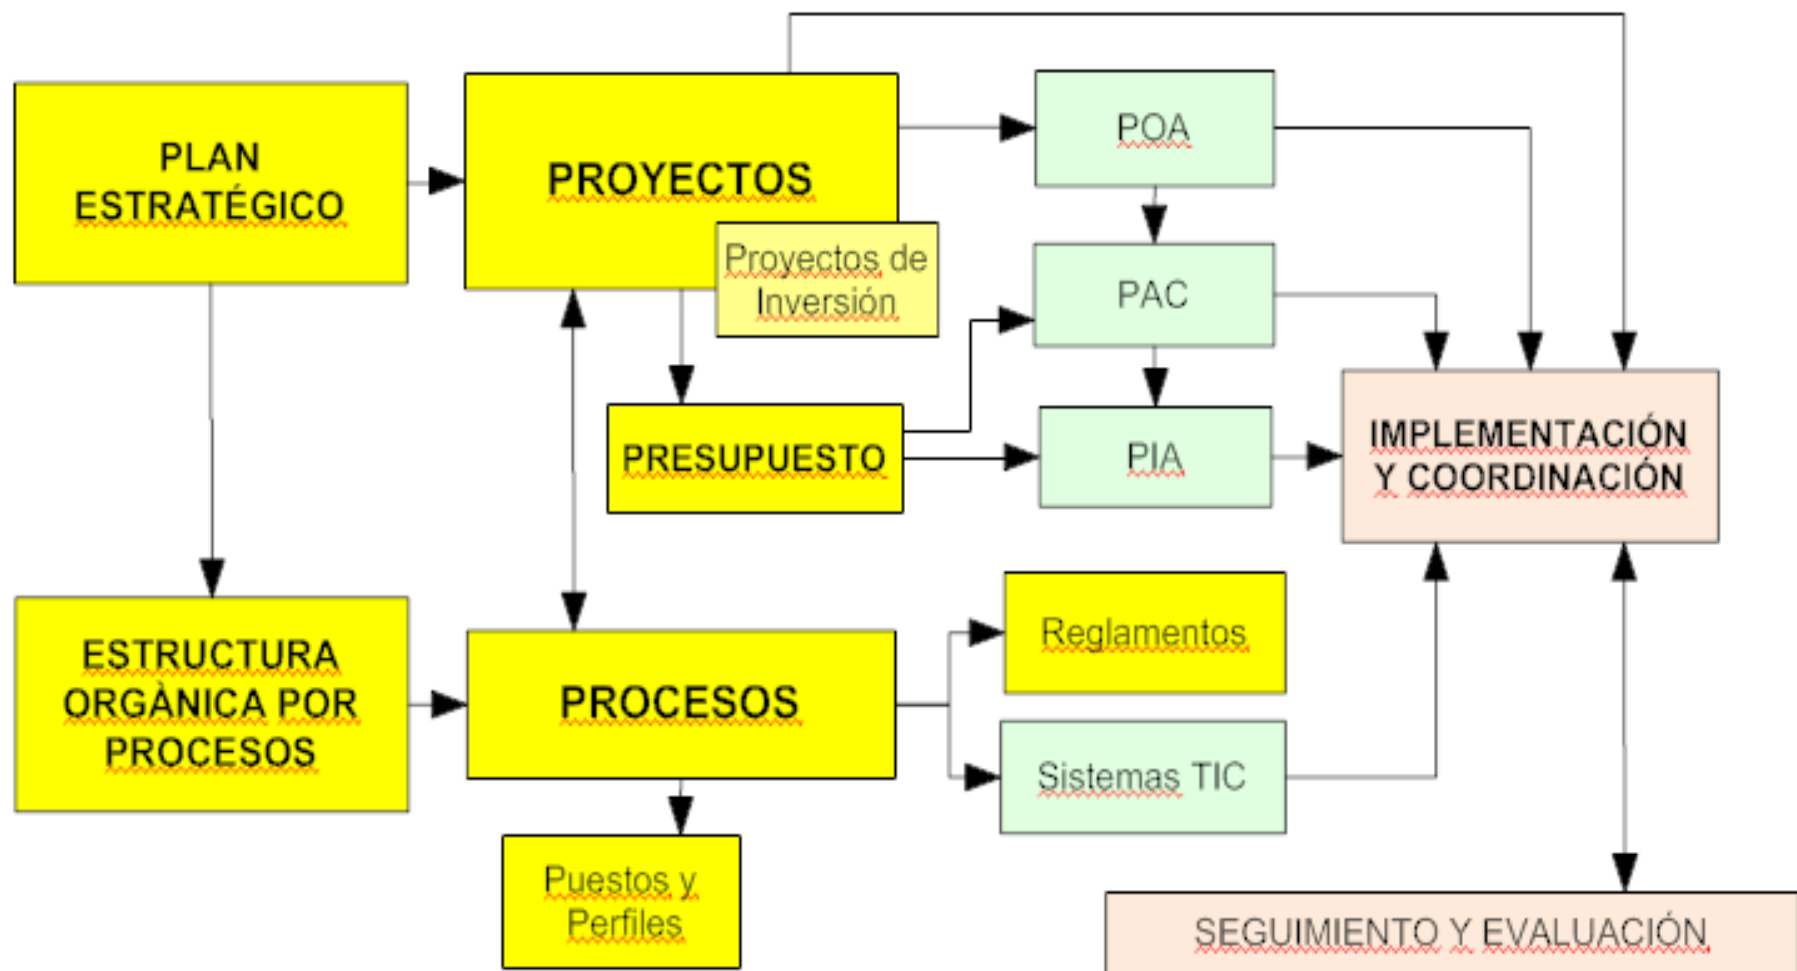 PLAN
ESTRATÉGICO
PROYECTOS
Proyectos de
Inversión
POA
PAC
PRESUPUESTO
PIA
IMPLEMENTACIÓN
Y COORDINACIÓN
ESTRUCTURA
ORGÀNICA POR
PROCESOS
PROCESOS
Reglamentos
Sistemas TIC
Puestos y
Perfiles
SEGUIMIENTO Y EVALUACIÓN